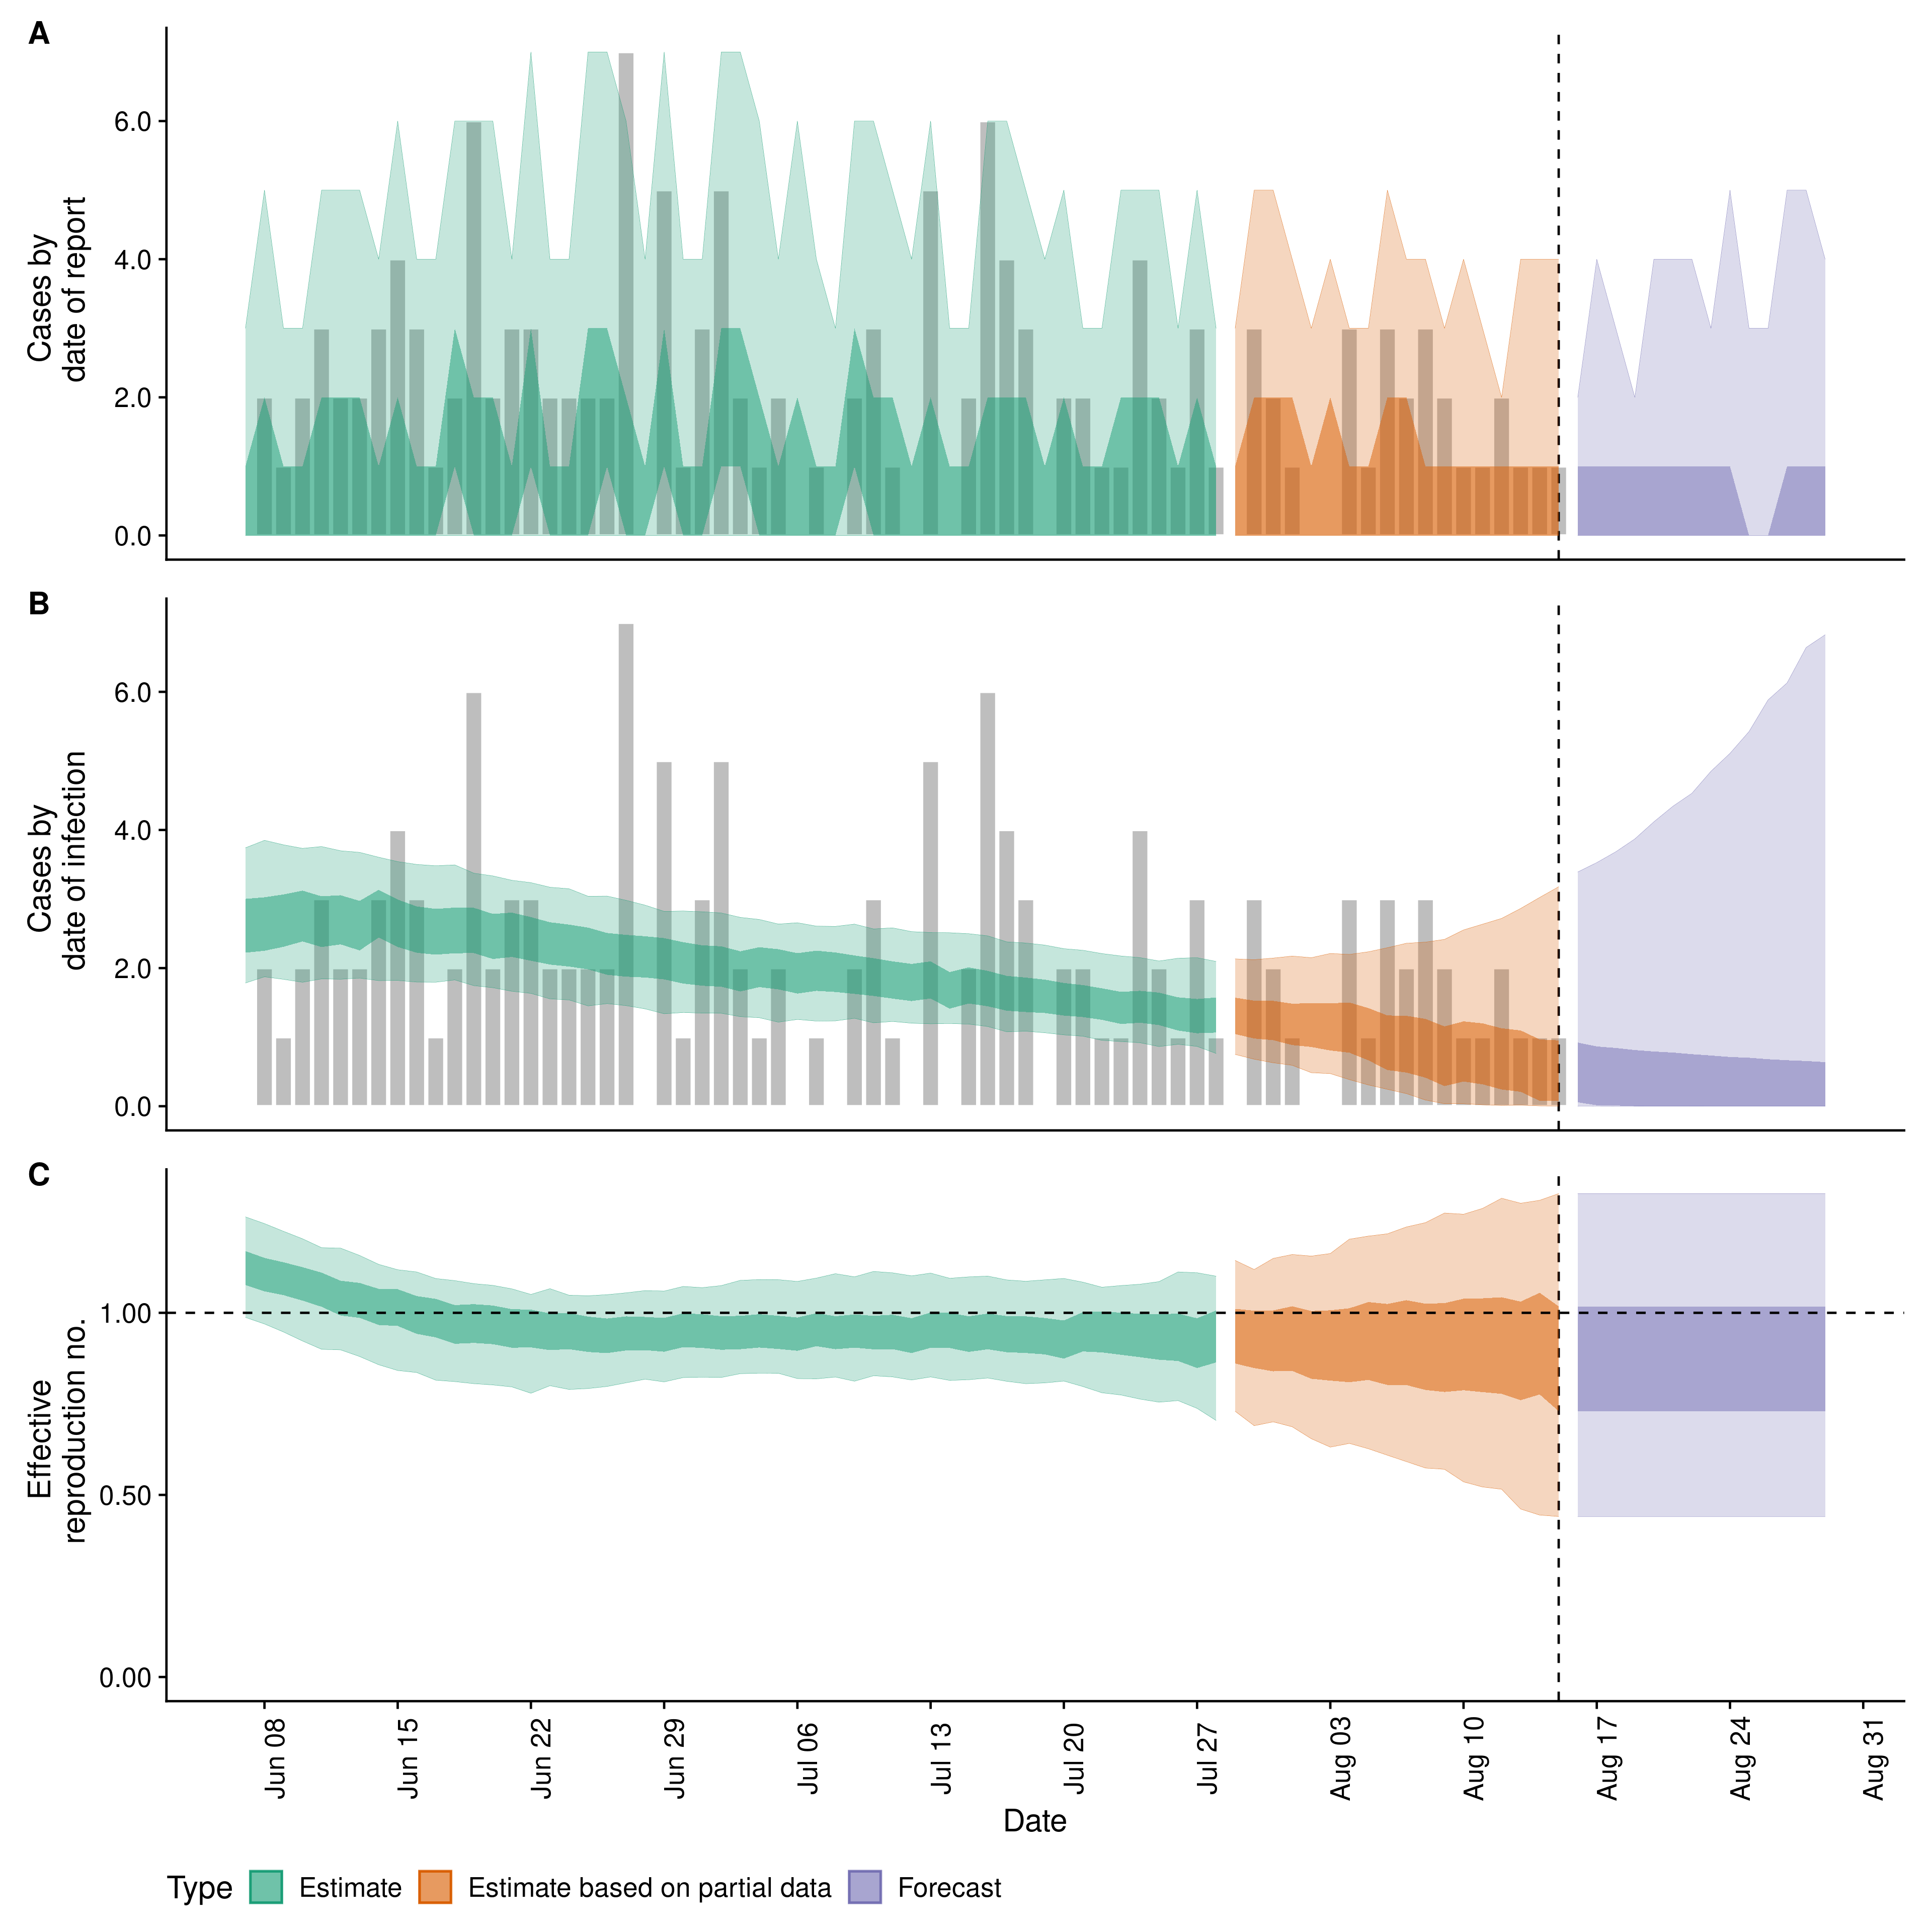 A
Cases by
date of report
6.0
4.0
2.0
0.0
B
Cases by
date of infection
6.0
4.0
2.0
0.0
C
Effective
reproduction no.
1.00
0.50
0.00
Jun 08
Jun 15
Jun 22
Jun 29
Jul 06
Jul 13
Jul 20
Jul 27
Aug 03
Aug 10
Aug 17
Aug 24
Aug 31
Date
Type Estimate Estimate based on partial data Forecast